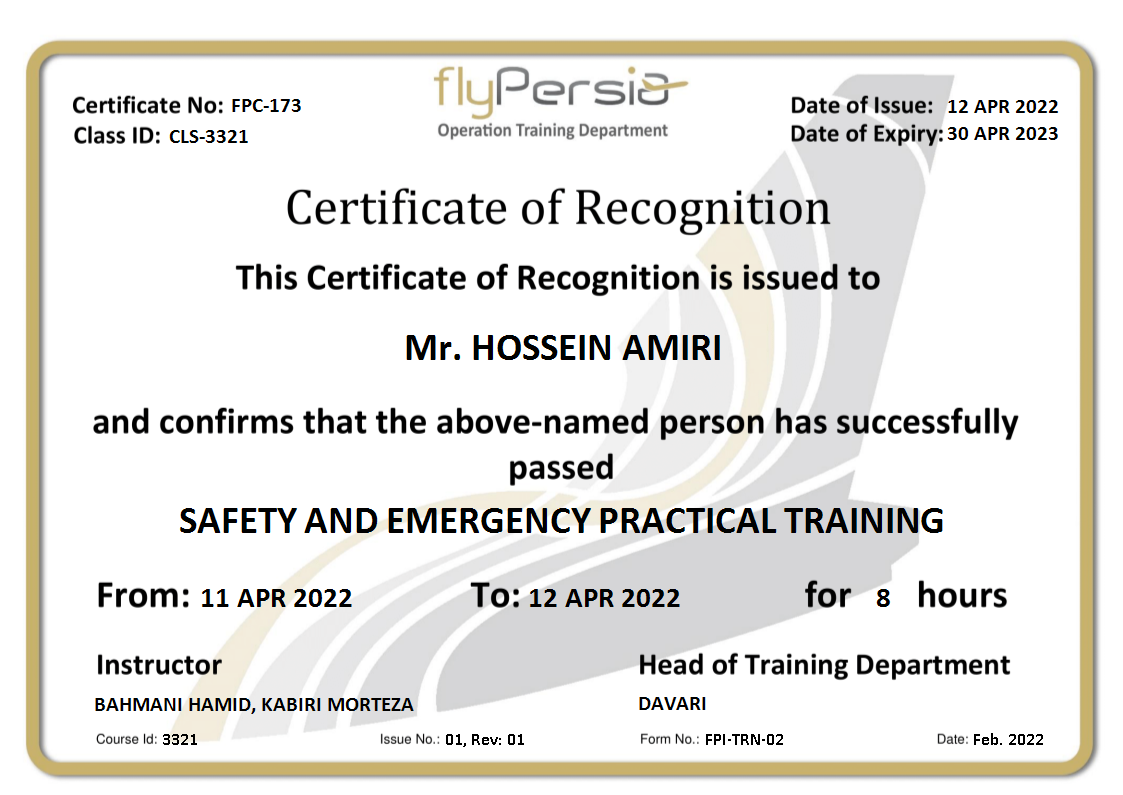 flyPersia
Operation Training Department
Certificate No: FPC-173
Class ID: CLS-3321
Date of Issue: 12 APR 2022
Date of Expiry: 30 APR 2023
Certificate of Recognition
This Certificate of Recognition is issued to
Mr. HOSSEIN AMIRI
and confirms that the above-named person has successfully
passed
SAFETY AND EMERGENCY PRACTICAL TRAINING
From: 11 APR 2022 To: 12 APR 2022 for 8 hours
Instructor Head of Training Department
BAHMANI HAMID, KABIRI MORTEZA DAVARI
Course Id: 3321 Issue No.: 01, Rev: 01 Form No.: FPI-TRN-02 Date: Feb. 2022